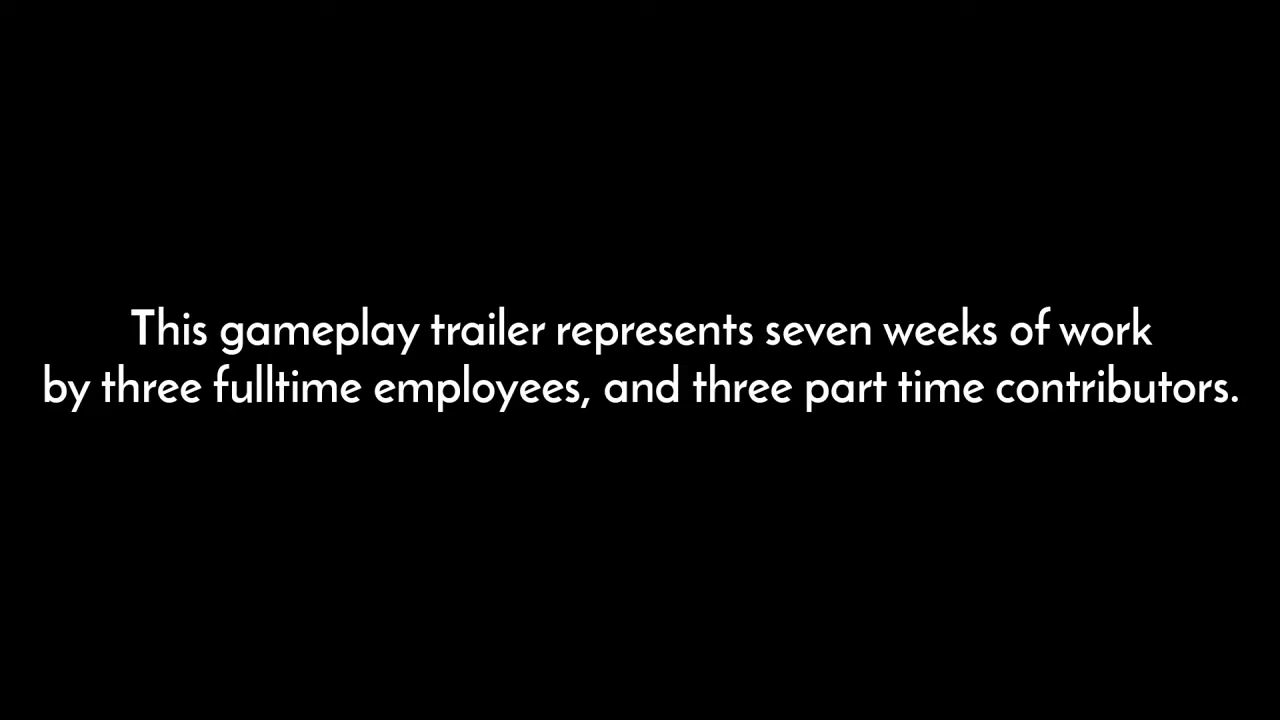 This gameplay trailer represents seven weeks of work
by three fulltime employees, and three part time contributors.